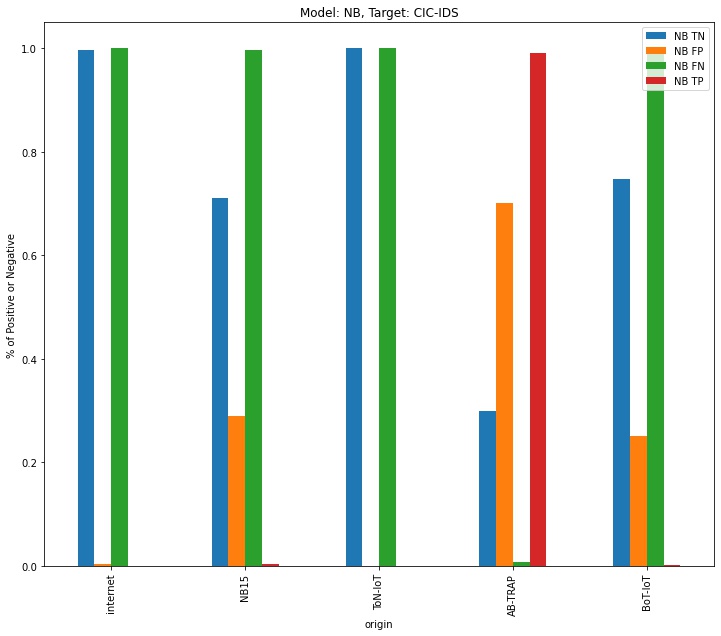 Model: NB, Target: CIC-IDS
NB TN
NB FP
NB FN
NB TP
% of Positive or Negative
1.0
0.8
0.6
0.4
0.2
0.0
internet
NB15
ToN-IoT
AB-TRAP
BoT-IoT
origin